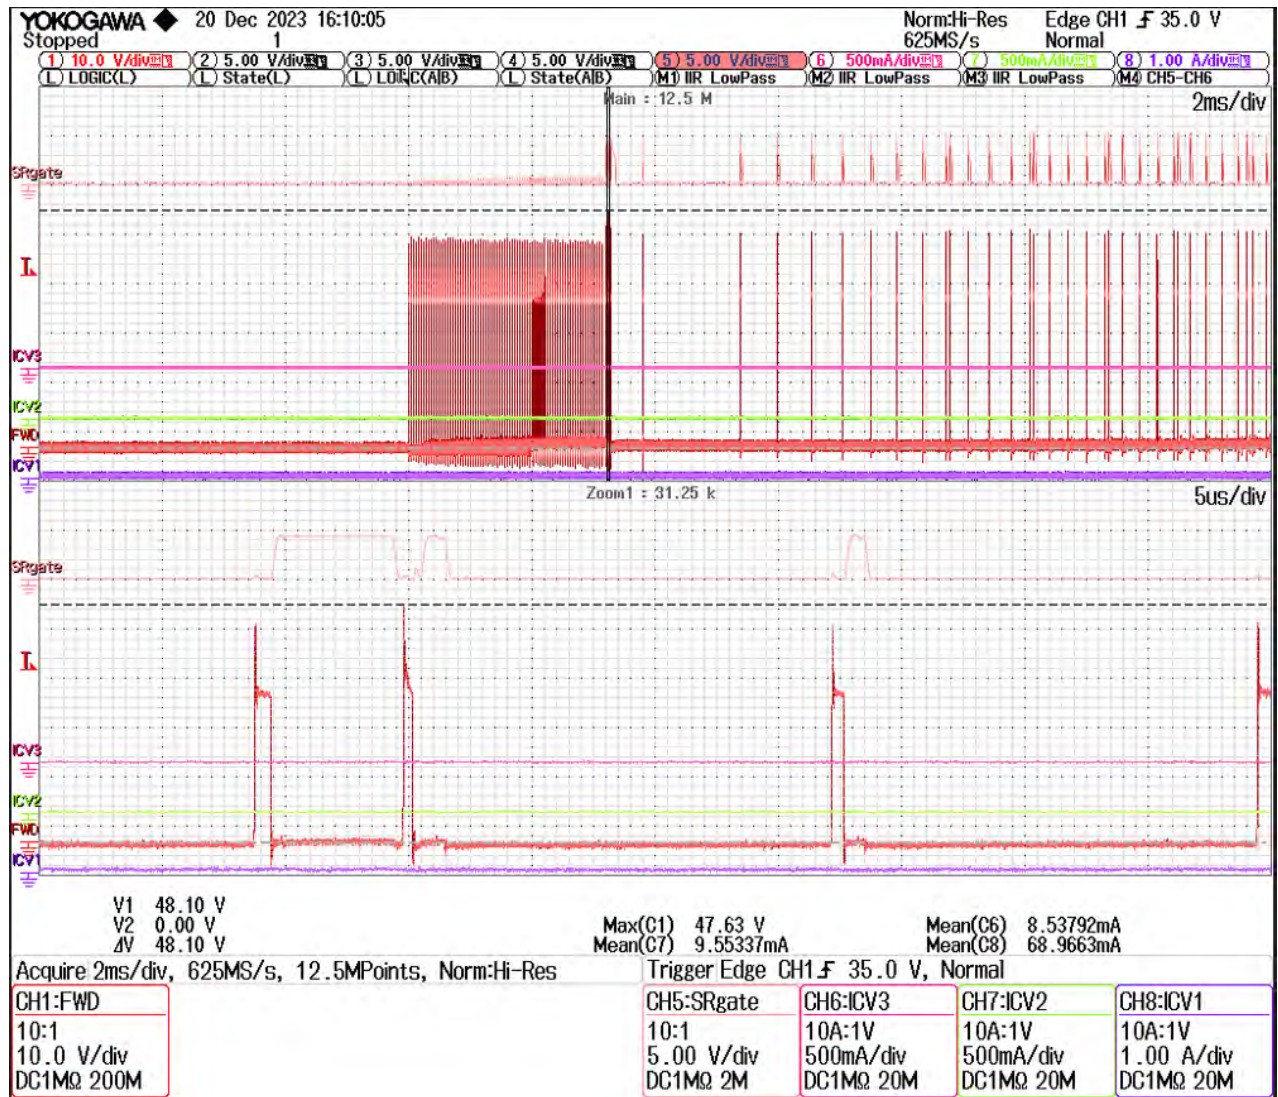 YOKOGAWA ◆ 20 Dec 2023 16:10:05 Norm:Hi-Res Edge CH1 35.0 V
Stopped 1 625MS/s Normal
1 10.0 V/div 2 5.00 V/div 3 5.00 V/div 4 5.00 V/div 5 5.00 V/div 6 500mA/div 7 500mA/div 8 1.00 A/div
L LOGIC(L) L State(L) L LOGIC(A|B) L State(A|B) M1 IIR LowPass M2 IIR LowPass M3 IIR LowPass M4 CH5-CH6
Main : 12.5 M 2ms/div
SRgate
ICV3
ICV2
FWD
ICV1
Zoom1 : 31.25 k 5us/div
SRgate
ICV3
ICV2
FWD
ICV1
V1 48.10 V
V2 0.00 V Max(C1) 47.63 V Mean(C6) 8.53792mA
ΔV 48.10 V Mean(C7) 9.55337mA Mean(C8) 68.9663mA
Acquire 2ms/div, 625MS/s, 12.5MPoints, Norm:Hi-Res Trigger Edge CH1 35.0 V, Normal
CH1:FWD CH5:SRgate CH6:ICV3 CH7:ICV2 CH8:ICV1
10:1 10:1 10A:1V 10A:1V 10A:1V
10.0 V/div 5.00 V/div 500mA/div 500mA/div 1.00 A/div
DC1MΩ 200M DC1MΩ 2M DC1MΩ 20M DC1MΩ 20M DC1MΩ 20M